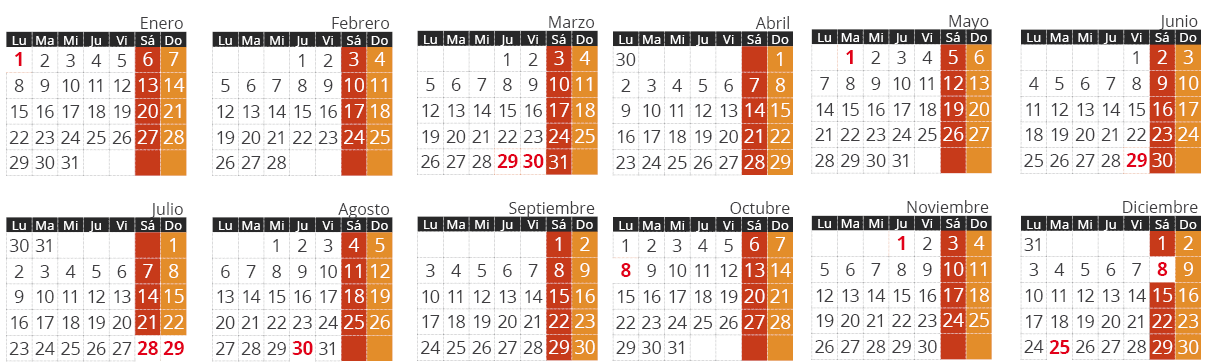 Enero
Lu Ma Mi Ju Vi Sá Do
1 2 3 4 5 6 7
8 9 10 11 12 13 14
15 16 17 18 19 20 21
22 23 24 25 26 27 28
29 30 31
Febrero
Lu Ma Mi Ju Vi Sá Do
1 2 3 4
5 6 7 8 9 10 11
12 13 14 15 16 17 18
19 20 21 22 23 24 25
26 27 28
Marzo
Lu Ma Mi Ju Vi Sá Do
1 2 3 4
5 6 7 8 9 10 11
12 13 14 15 16 17 18
19 20 21 22 23 24 25
26 27 28 29 30 31
Abril
Lu Ma Mi Ju Vi Sá Do
30 1
2 3 4 5 6 7 8
9 10 11 12 13 14 15
16 17 18 19 20 21 22
23 24 25 26 27 28 29
Mayo
Lu Ma Mi Ju Vi Sá Do
1 2 3 4 5 6
7 8 9 10 11 12 13
14 15 16 17 18 19 20
21 22 23 24 25 26 27
28 29 30 31
Junio
Lu Ma Mi Ju Vi Sá Do
1 2 3
4 5 6 7 8 9 10
11 12 13 14 15 16 17
18 19 20 21 22 23 24
25 26 27 28 29 30
Julio
Lu Ma Mi Ju Vi Sá Do
30 31 1
2 3 4 5 6 7 8
9 10 11 12 13 14 15
16 17 18 19 20 21 22
23 24 25 26 27 28 29
Agosto
Lu Ma Mi Ju Vi Sá Do
1 2 3 4 5
6 7 8 9 10 11 12
13 14 15 16 17 18 19
20 21 22 23 24 25 26
27 28 29 30 31
Septiembre
Lu Ma Mi Ju Vi Sá Do
1 2
3 4 5 6 7 8 9
10 11 12 13 14 15 16
17 18 19 20 21 22 23
24 25 26 27 28 29 30
Octubre
Lu Ma Mi Ju Vi Sá Do
1 2 3 4 5 6 7
8 9 10 11 12 13 14
15 16 17 18 19 20 21
22 23 24 25 26 27 28
29 30 31
Noviembre
Lu Ma Mi Ju Vi Sá Do
1 2 3 4
5 6 7 8 9 10 11
12 13 14 15 16 17 18
19 20 21 22 23 24 25
26 27 28 29 30
Diciembre
Lu Ma Mi Ju Vi Sá Do
31 1 2
3 4 5 6 7 8 9
10 11 12 13 14 15 16
17 18 19 20 21 22 23
24 25 26 27 28 29 30